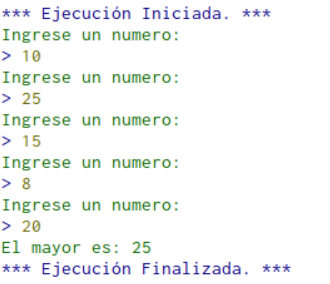 *** Ejecución Iniciada. ***
Ingrese un numero:
> 10
Ingrese un numero:
> 25
Ingrese un numero:
> 15
Ingrese un numero:
> 8
Ingrese un numero:
> 20
El mayor es: 25
*** Ejecución Finalizada. ***